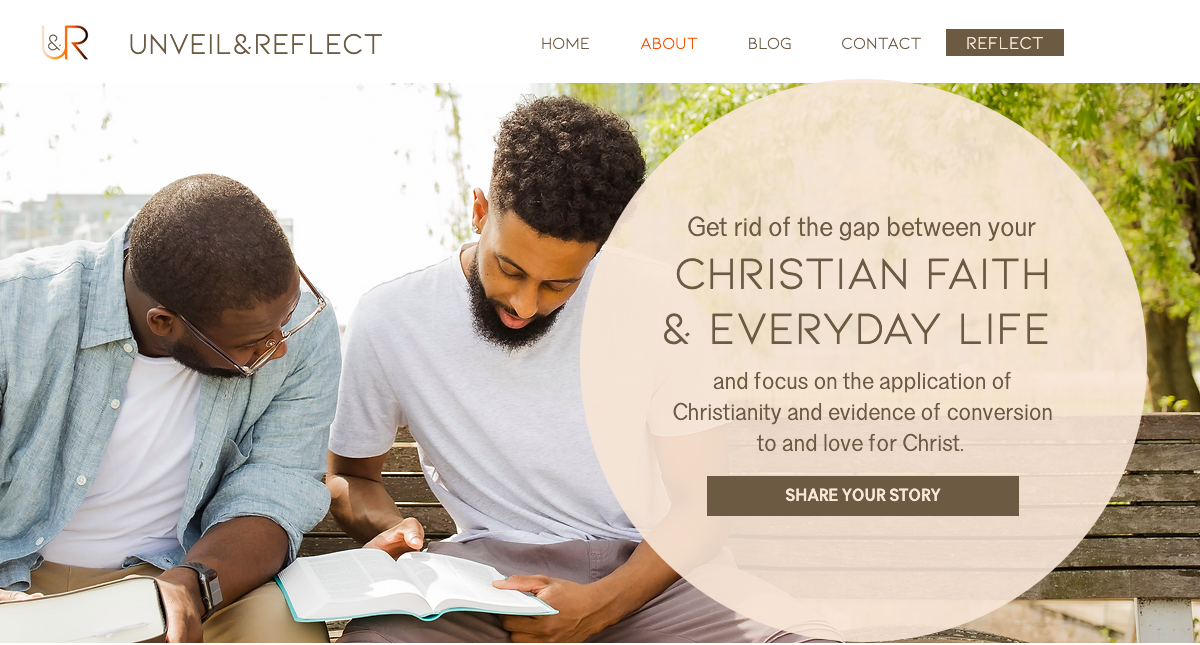 U&R
UNVEIL&REFLECT
HOME
ABOUT
BLOG
CONTACT
REFLECT
Get rid of the gap between your
CHRISTIAN FAITH
& EVERYDAY LIFE
and focus on the application of
Christianity and evidence of conversion
to and love for Christ.
SHARE YOUR STORY